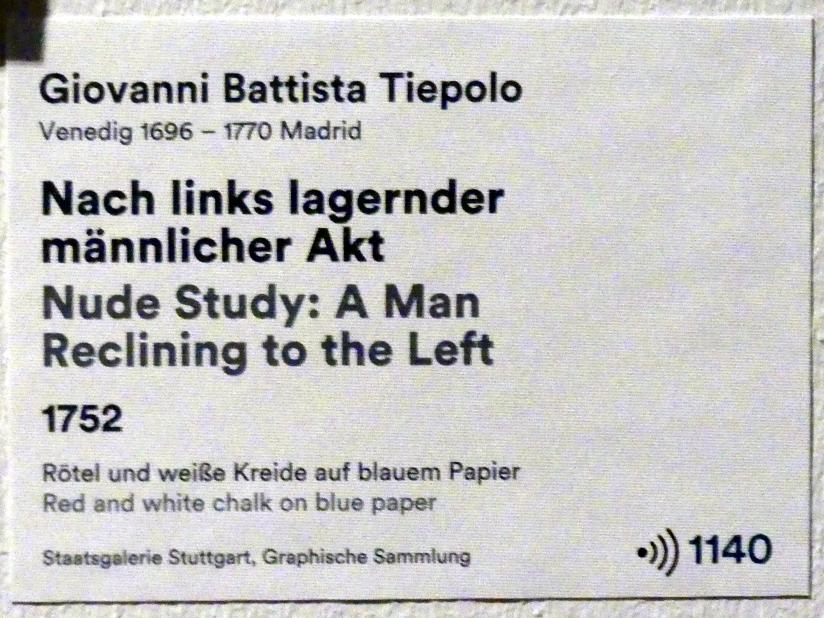 Giovanni Battista Tiepolo
Venedig 1696 – 1770 Madrid
Nach links lagernder
männlicher Akt
Nude Study: A Man
Reclining to the Left
1752
Rötel und weiße Kreide auf blauem Papier
Red and white chalk on blue paper
Staatsgalerie Stuttgart, Graphische Sammlung
1140